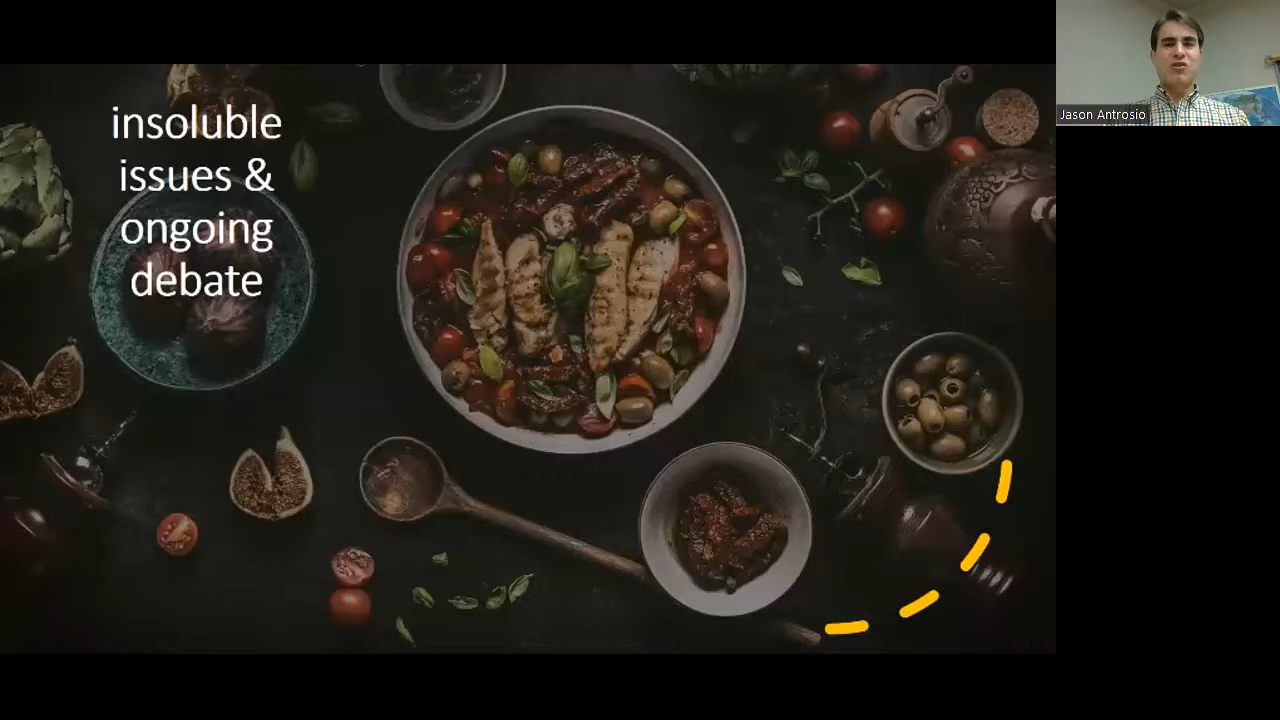 insoluble
issues &
ongoing
debate
Jason Antrosio